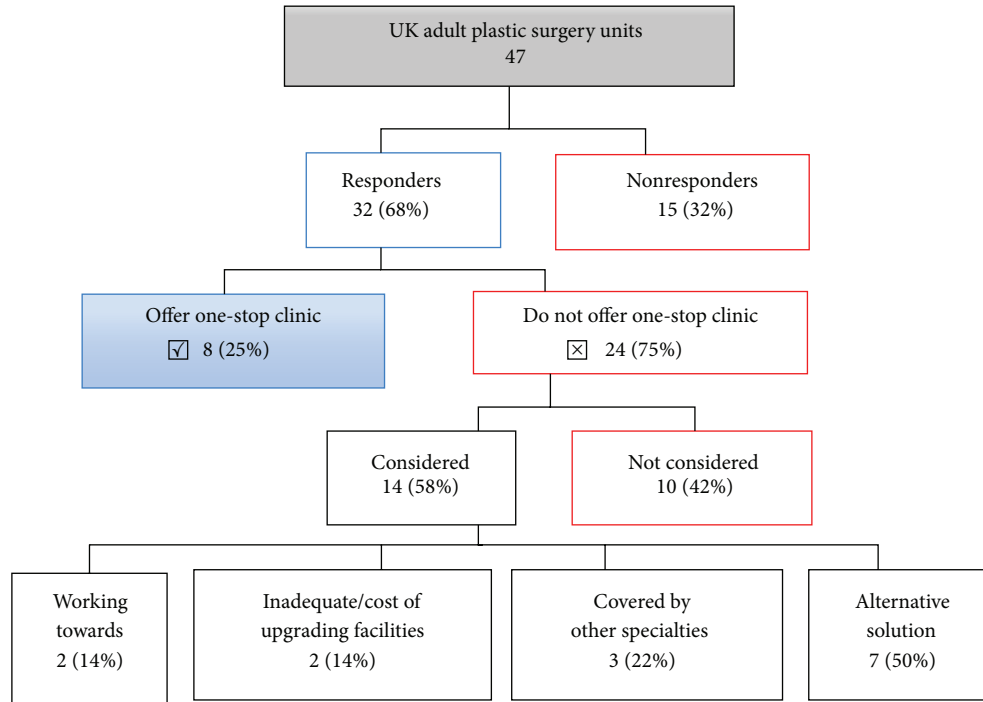 UK adult plastic surgery units
47
Responders
32 (68%)
Nonresponders
15 (32%)
Offer one-stop clinic
☑ 8 (25%)
Do not offer one-stop clinic
☒ 24 (75%)
Considered
14 (58%)
Not considered
10 (42%)
Working
towards
2 (14%)
Inadequate/cost of
upgrading facilities
2 (14%)
Covered by
other specialties
3 (22%)
Alternative
solution
7 (50%)